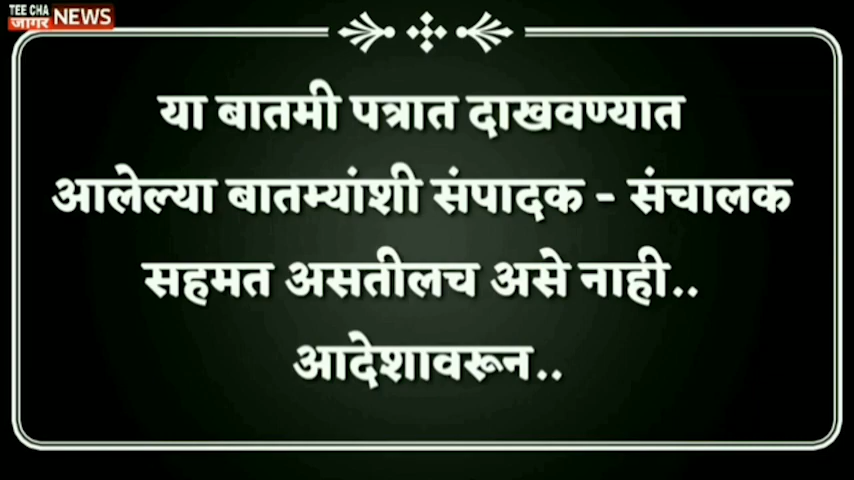 TEE CHA
जागर NEWS
या बातमी पत्रात दाखवण्यात
आलेल्या बातम्यांशी संपादक - संचालक
सहमत असतीलच असे नाही..
आदेशावरून..